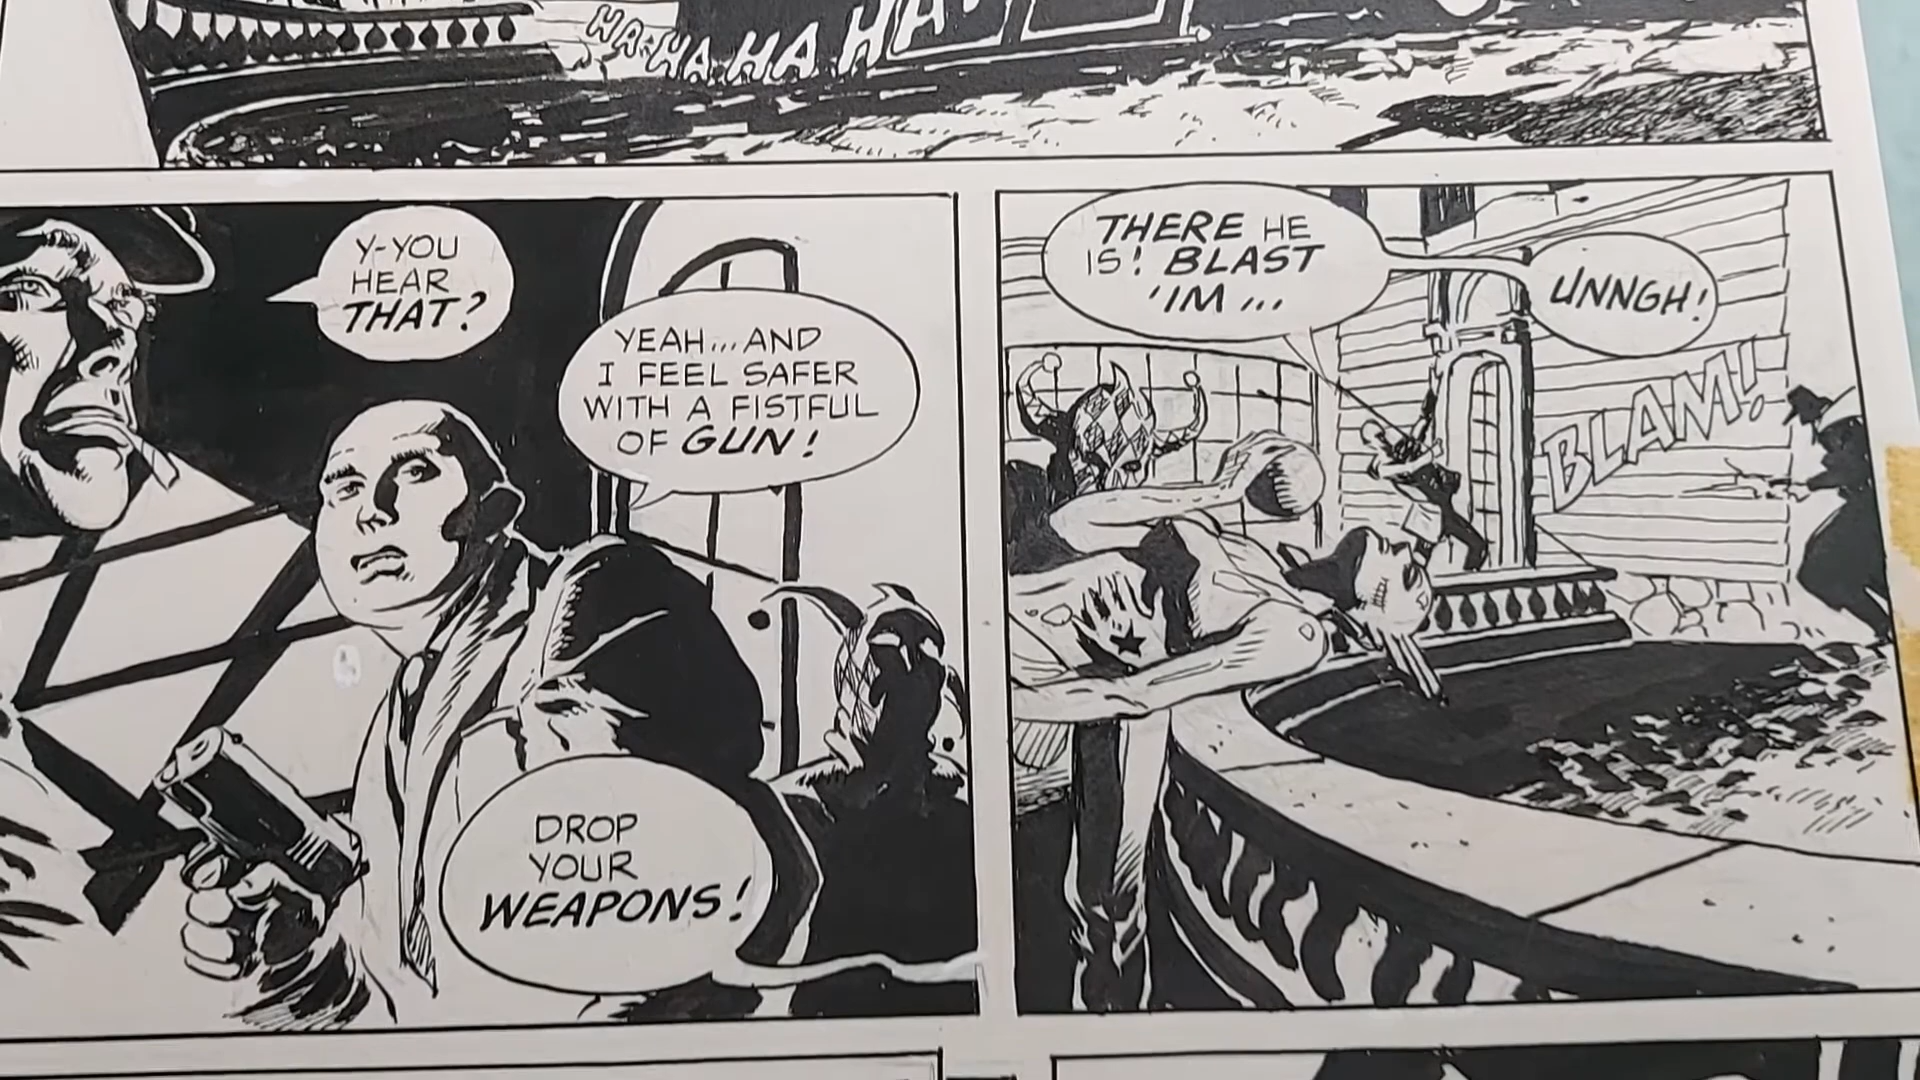 HA-HA HA HA
Y-YOU
HEAR
THAT?
YEAH...AND
I FEEL SAFER
WITH A FISTFUL
OF GUN!
DROP
YOUR
WEAPONS!
THERE HE
IS! BLAST
'IM...
UNNGH!
BLAM!